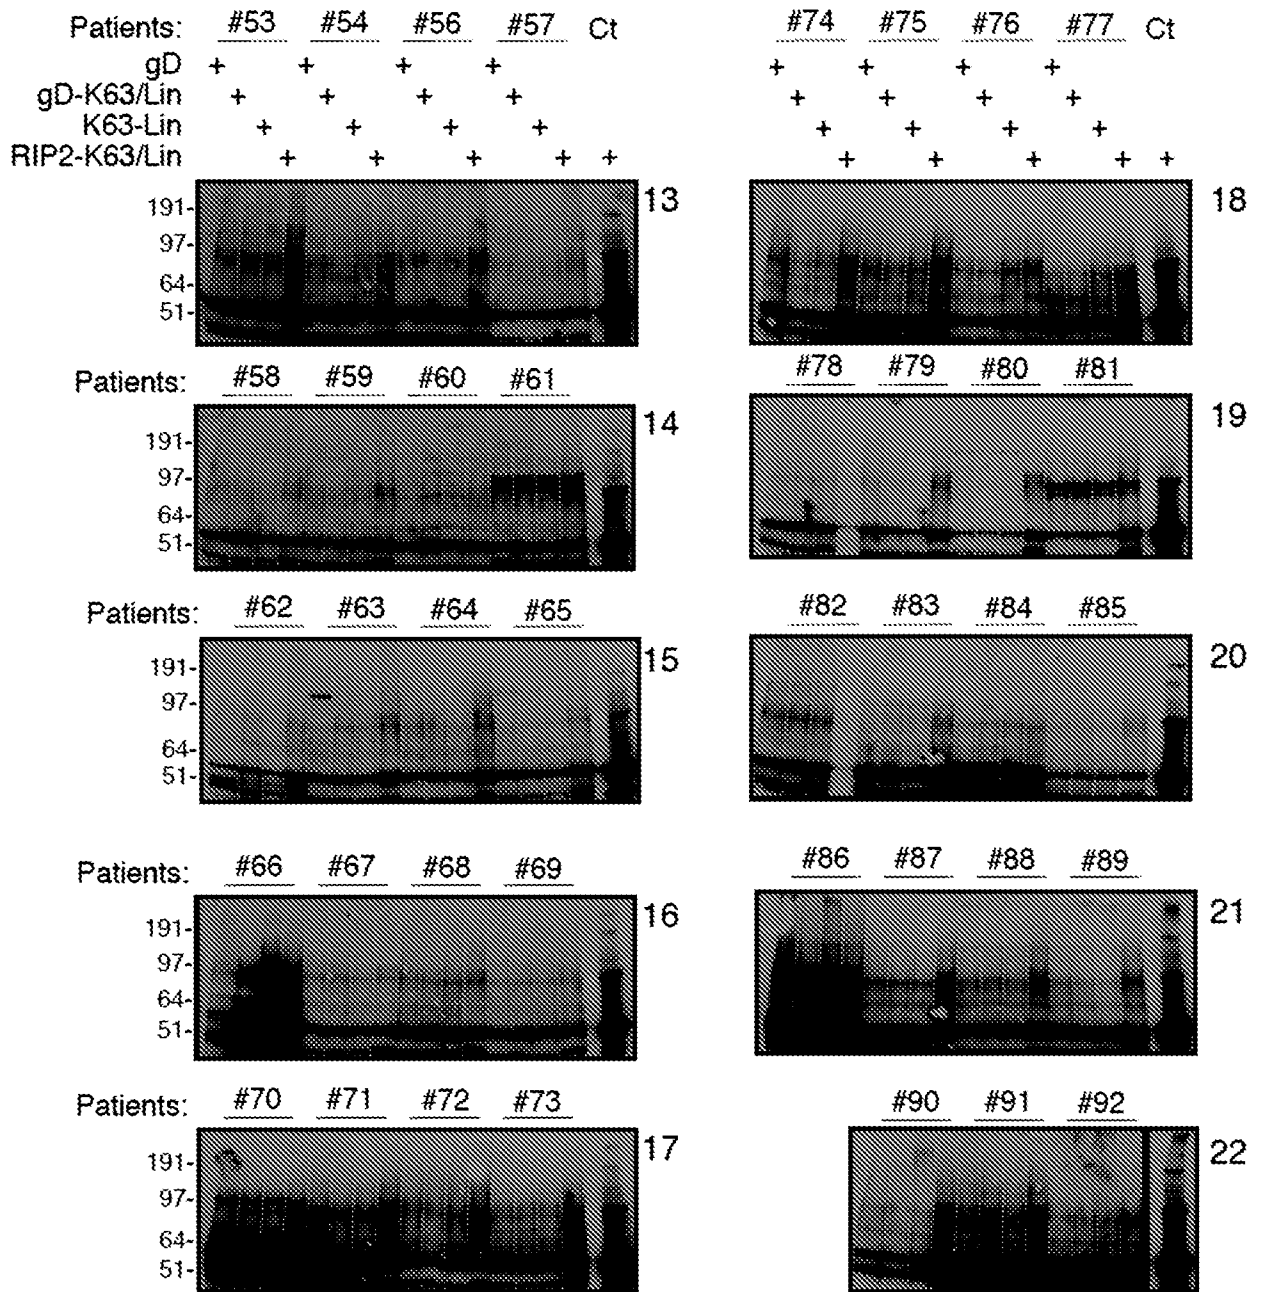 Patients: #53 #54 #56 #57 Ct
gD + + + +
gD-K63/Lin + + + +
K63-Lin + + + +
RIP2-K63/Lin + + + + +
191-
97-
64-
51-
13
Patients: #58 #59 #60 #61
191-
97-
64-
51-
14
Patients: #62 #63 #64 #65
191-
97-
64-
51-
15
Patients: #66 #67 #68 #69
191-
97-
64-
51-
16
Patients: #70 #71 #72 #73
191-
97-
64-
51-
17
#74 #75 #76 #77 Ct
+ + + +
+ + + +
+ + + +
+ + + + +
18
#78 #79 #80 #81
19
#82 #83 #84 #85
20
#86 #87 #88 #89
21
#90 #91 #92
22